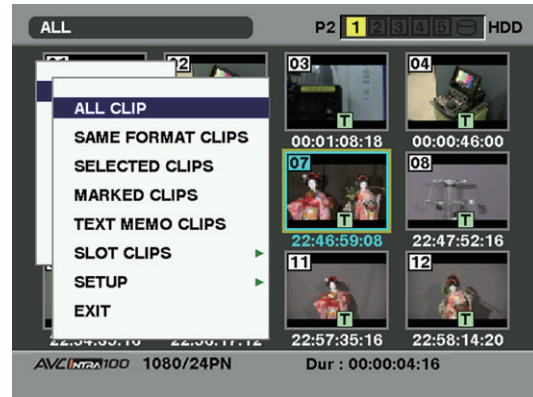 ALL
P2 1 2 3 4 5 HDD
02
03
04
ALL CLIP
SAME FORMAT CLIPS
SELECTED CLIPS
MARKED CLIPS
TEXT MEMO CLIPS
SLOT CLIPS
SETUP
EXIT
T
T
00:01:08:18
00:00:46:00
07
08
T
T
22:46:59:08
22:47:52:16
11
12
T
T
22:57:35:16
22:58:14:20
AVC INTRA 100 1080/24PN Dur : 00:00:04:16